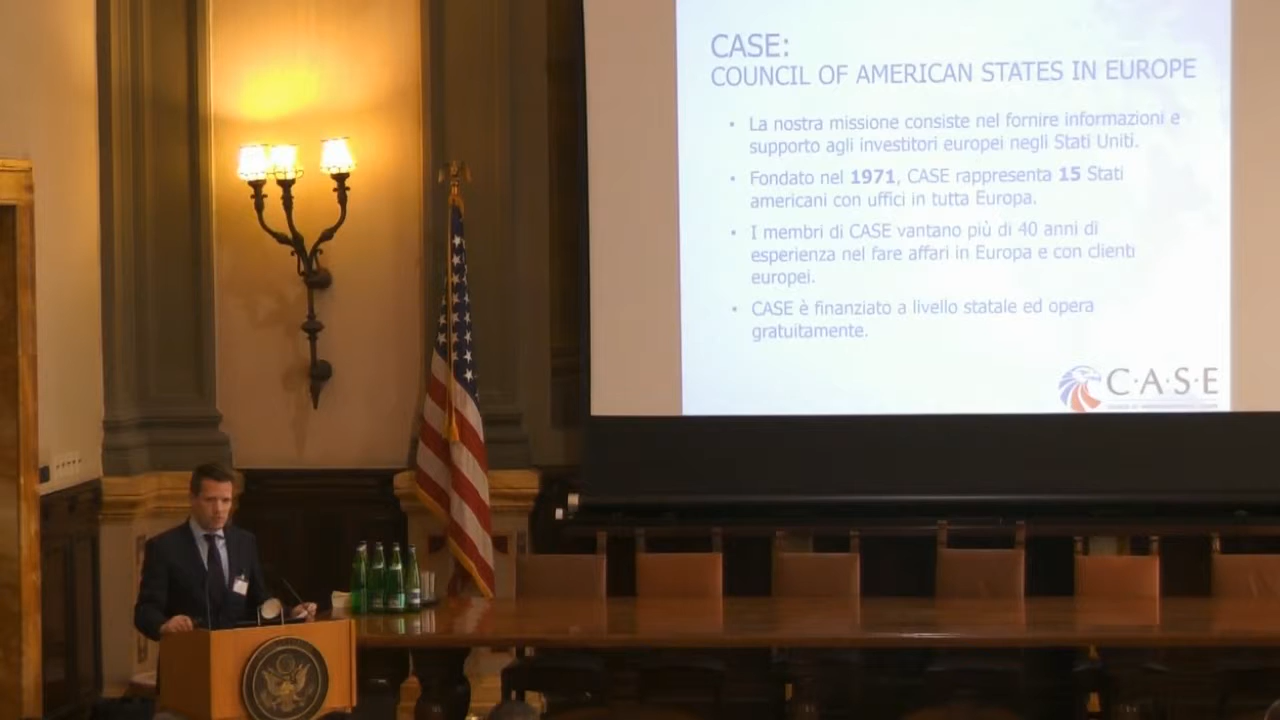 CASE:
COUNCIL OF AMERICAN STATES IN EUROPE
• La nostra missione consiste nel fornire informazioni e
supporto agli investitori europei negli Stati Uniti.
• Fondato nel 1971, CASE rappresenta 15 Stati
americani con uffici in tutta Europa.
• I membri di CASE vantano più di 40 anni di
esperienza nel fare affari in Europa e con clienti
europei.
• CASE è finanziato a livello statale ed opera
gratuitamente.
C·A·S·E